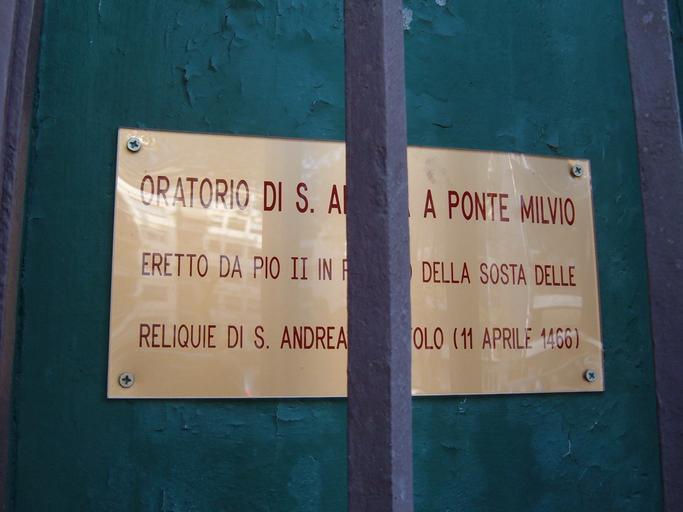 ORATORIO DI S. A PONTE MILVIO
ERETTO DA PIO II IN DELLA SOSTA DELLE
RELIQUIE DI S. ANDREA (11 APRILE 1466)